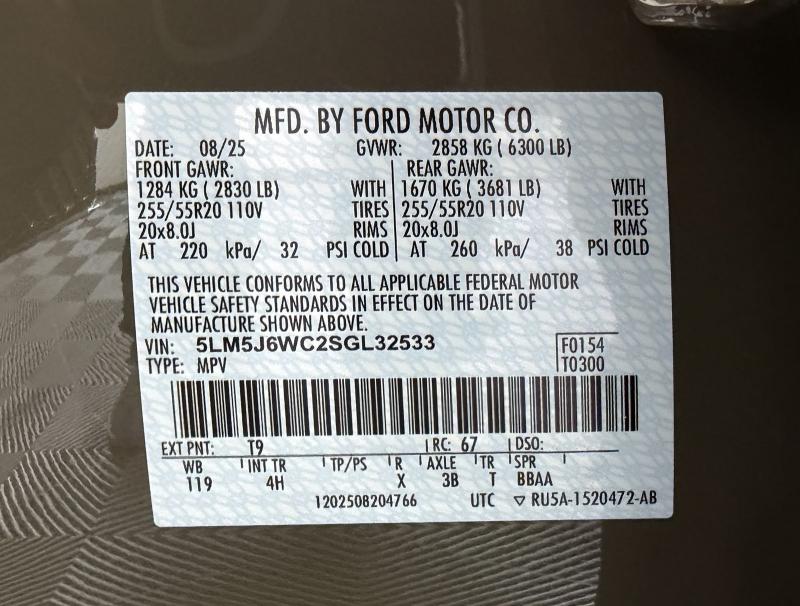 MFD. BY FORD MOTOR CO.
DATE: 08/25 GVWR: 2858 KG ( 6300 LB)
FRONT GAWR: REAR GAWR:
1284 KG ( 2830 LB) WITH 1670 KG ( 3681 LB) WITH
255/55R20 110V TIRES 255/55R20 110V TIRES
20x8.0J RIMS 20x8.0J RIMS
AT 220 kPa/ 32 PSI COLD AT 260 kPa/ 38 PSI COLD
THIS VEHICLE CONFORMS TO ALL APPLICABLE FEDERAL MOTOR
VEHICLE SAFETY STANDARDS IN EFFECT ON THE DATE OF
MANUFACTURE SHOWN ABOVE.
VIN: 5LM5J6WC2SGL32533 F0154
TYPE: MPV T0300
EXT PNT: T9 RC: 67 DSO:
WB INT TR TP/PS R AXLE TR SPR
119 4H X 3B T BBAA
1202508204766 UTC ▽ RU5A-1520472-AB